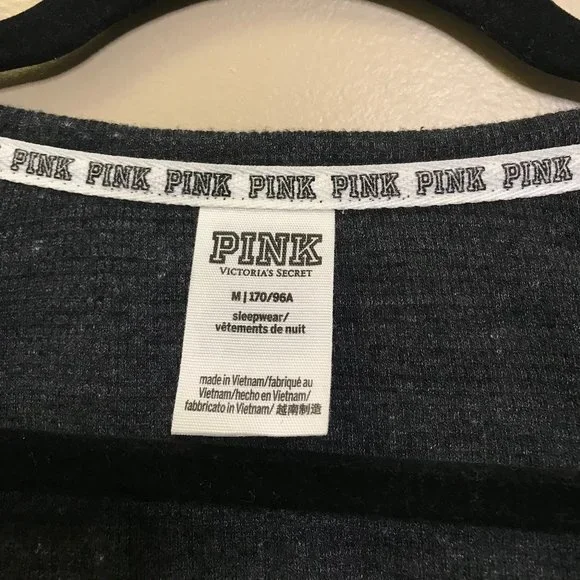 PINK PINK PINK PINK PINK PINK PINK
PINK
VICTORIA'S SECRET
M | 170/96A
sleepwear/
vêtements de nuit
made in Vietnam/fabriqué au
Vietnam/hecho en Vietnam/
fabbricato in Vietnam/ 越南制造